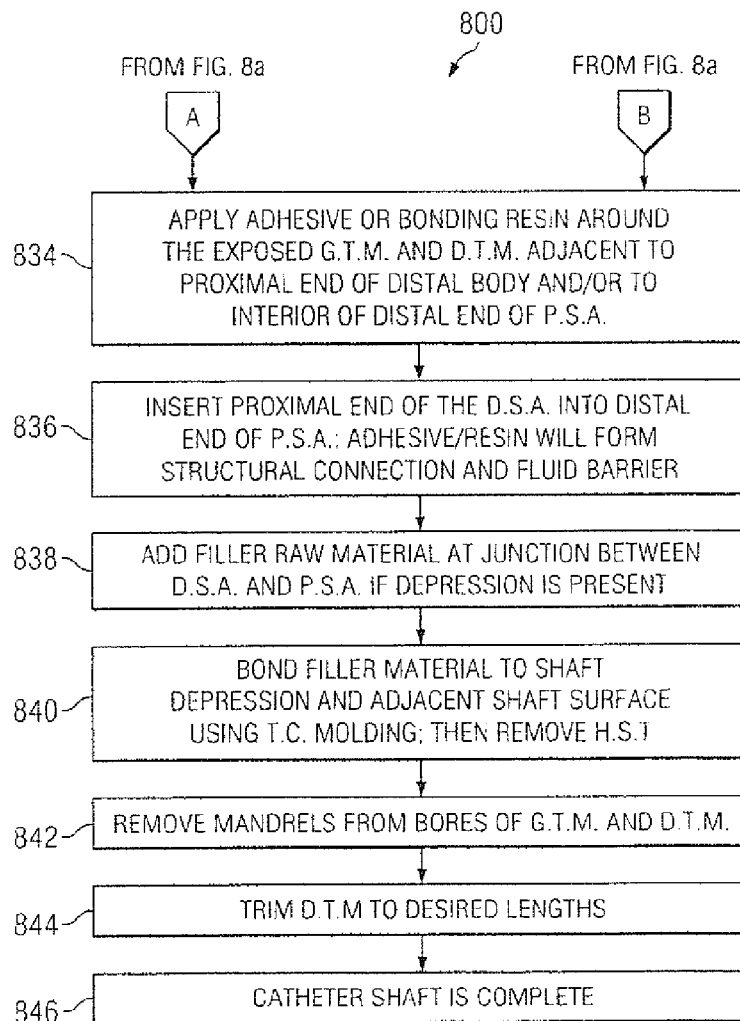 800
FROM FIG. 8a
FROM FIG. 8a
A
B
834
APPLY ADHESIVE OR BONDING RESIN AROUND
THE EXPOSED G.T.M. AND D.T.M. ADJACENT TO
PROXIMAL END OF DISTAL BODY AND/OR TO
INTERIOR OF DISTAL END OF P.S.A.
836
INSERT PROXIMAL END OF THE D.S.A. INTO DISTAL
END OF P.S.A.; ADHESIVE/RESIN WILL FORM
STRUCTURAL CONNECTION AND FLUID BARRIER
838
ADD FILLER RAW MATERIAL AT JUNCTION BETWEEN
D.S.A. AND P.S.A. IF DEPRESSION IS PRESENT
840
BOND FILLER MATERIAL TO SHAFT
DEPRESSION AND ADJACENT SHAFT SURFACE
USING T.C. MOLDING; THEN REMOVE H.S.T
842
REMOVE MANDRELS FROM BORES OF G.T.M. AND D.T.M.
844
TRIM D.T.M TO DESIRED LENGTHS
846
CATHETER SHAFT IS COMPLETE